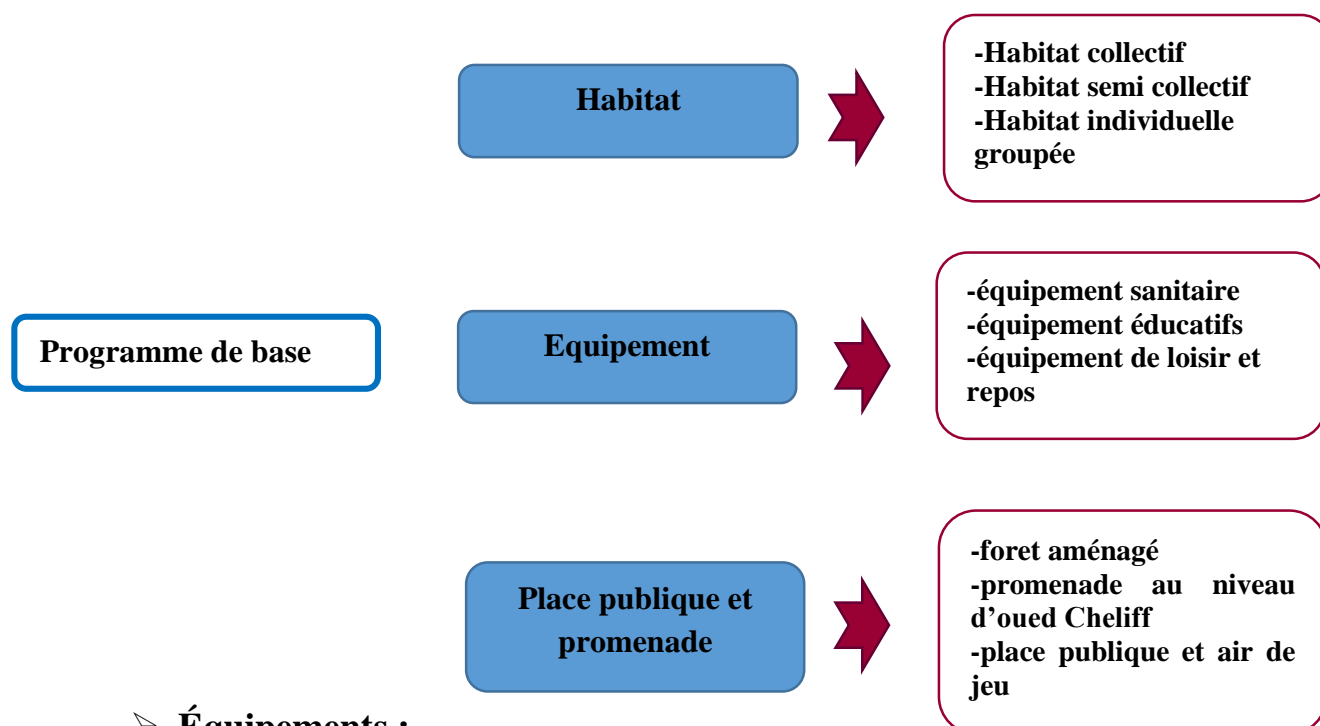 Habitat
-Habitat collectif
-Habitat semi collectif
-Habitat individuelle
groupée
Programme de base
Equipement
-équipement sanitaire
-équipement éducatifs
-équipement de loisir et
repos
Place publique et
promenade
-foret aménagé
-promenade au niveau
d’oued Cheliff
-place publique et air de
jeu
➢ Équipements :